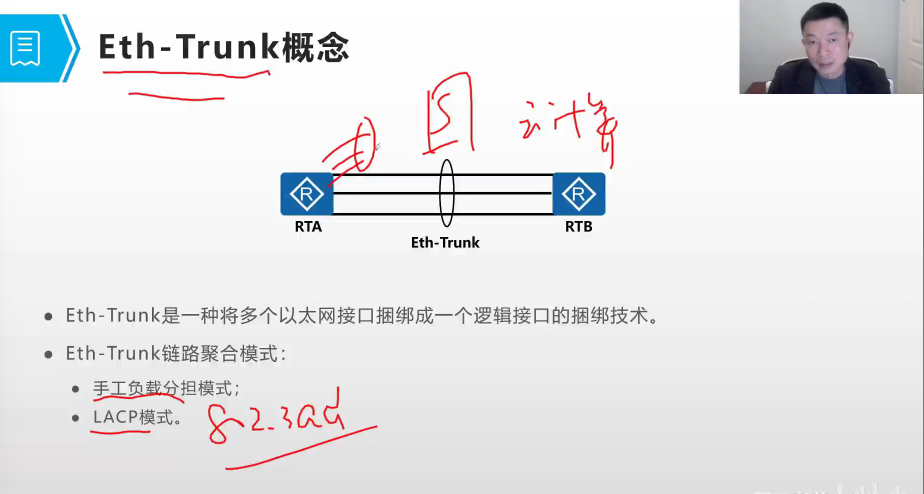 Eth-Trunk概念
S 云计算
R R
RTA RTB
Eth-Trunk
Eth-Trunk是一种将多个以太网接口捆绑成一个逻辑接口的捆绑技术。
Eth-Trunk链路聚合模式：
手工负载分担模式；
LACP模式。 802.3ad